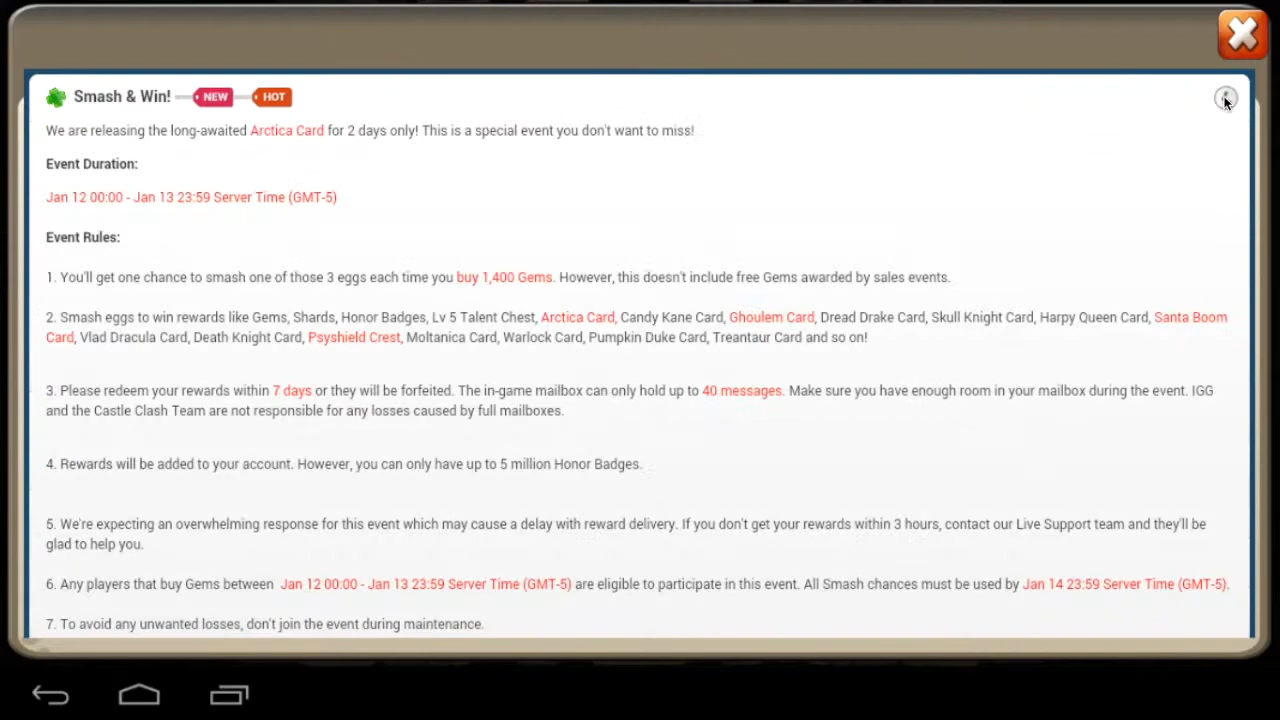 Smash & Win! NEW HOT
We are releasing the long-awaited Arctica Card for 2 days only! This is a special event you don't want to miss!
Event Duration:
Jan 12 00:00 - Jan 13 23:59 Server Time (GMT-5)
Event Rules:
1. You'll get one chance to smash one of those 3 eggs each time you buy 1,400 Gems. However, this doesn't include free Gems awarded by sales events.
2. Smash eggs to win rewards like Gems, Shards, Honor Badges, Lv 5 Talent Chest, Arctica Card, Candy Kane Card, Ghoulem Card, Dread Drake Card, Skull Knight Card, Harpy Queen Card, Santa Boom
Card, Vlad Dracula Card, Death Knight Card, Psyshield Crest, Moltanica Card, Warlock Card, Pumpkin Duke Card, Treantaur Card and so on!
3. Please redeem your rewards within 7 days or they will be forfeited. The in-game mailbox can only hold up to 40 messages. Make sure you have enough room in your mailbox during the event. IGG
and the Castle Clash Team are not responsible for any losses caused by full mailboxes.
4. Rewards will be added to your account. However, you can only have up to 5 million Honor Badges.
5. We're expecting an overwhelming response for this event which may cause a delay with reward delivery. If you don't get your rewards within 3 hours, contact our Live Support team and they'll be
glad to help you.
6. Any players that buy Gems between Jan 12 00:00 - Jan 13 23:59 Server Time (GMT-5) are eligible to participate in this event. All Smash chances must be used by Jan 14 23:59 Server Time (GMT-5).
7. To avoid any unwanted losses, don't join the event during maintenance.